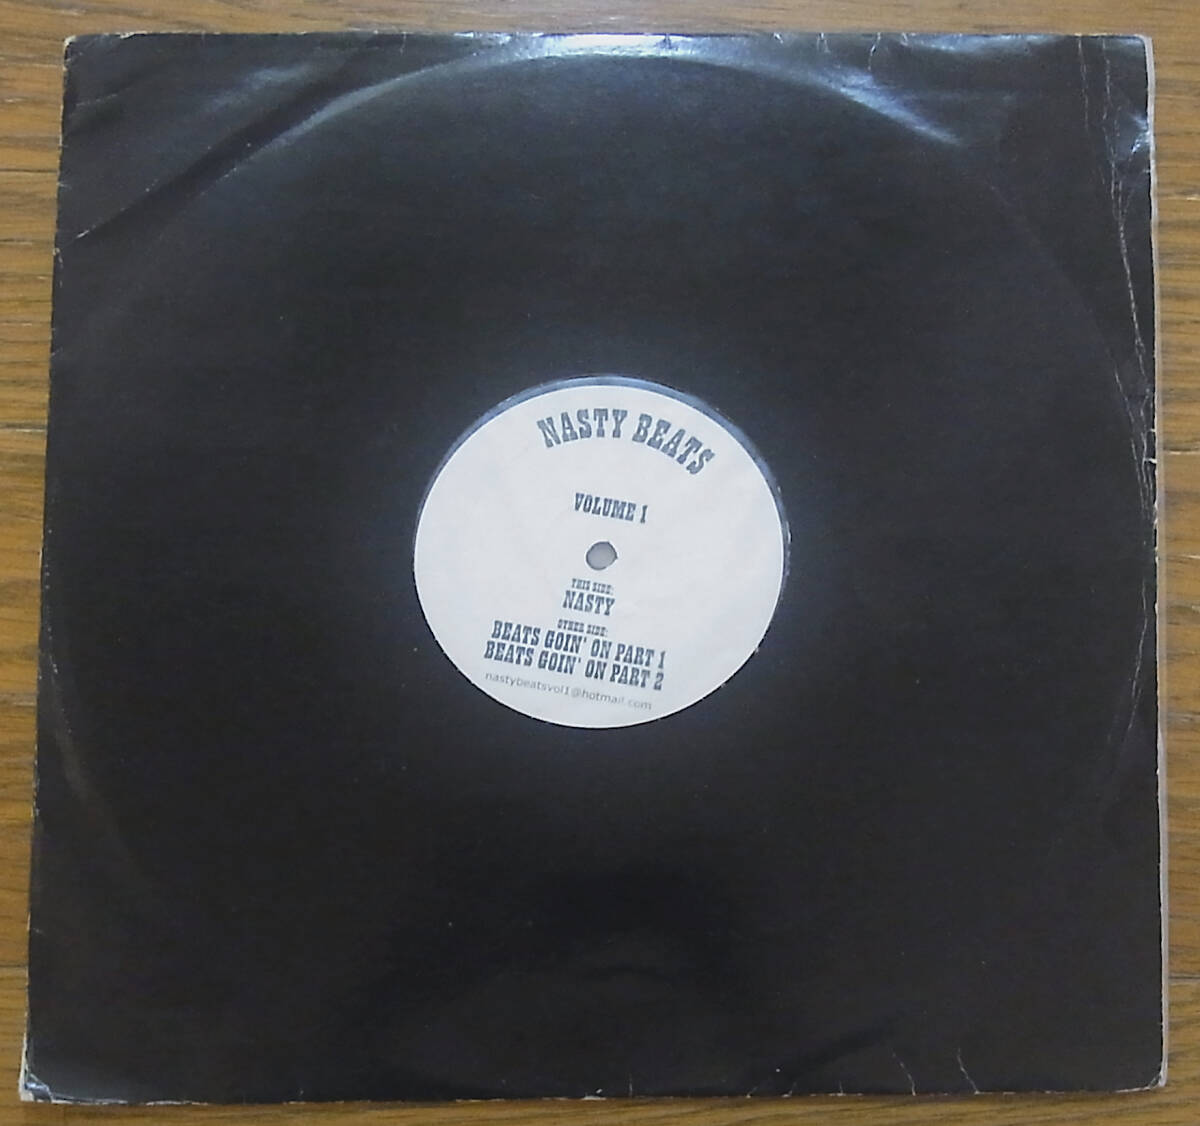 NASTY BEATS
VOLUME 1
THIS SIDE:
NASTY
OTHER SIDE:
BEATS GOIN' ON PART 1
BEATS GOIN' ON PART 2
nastybeatsvol1@hotmail.com